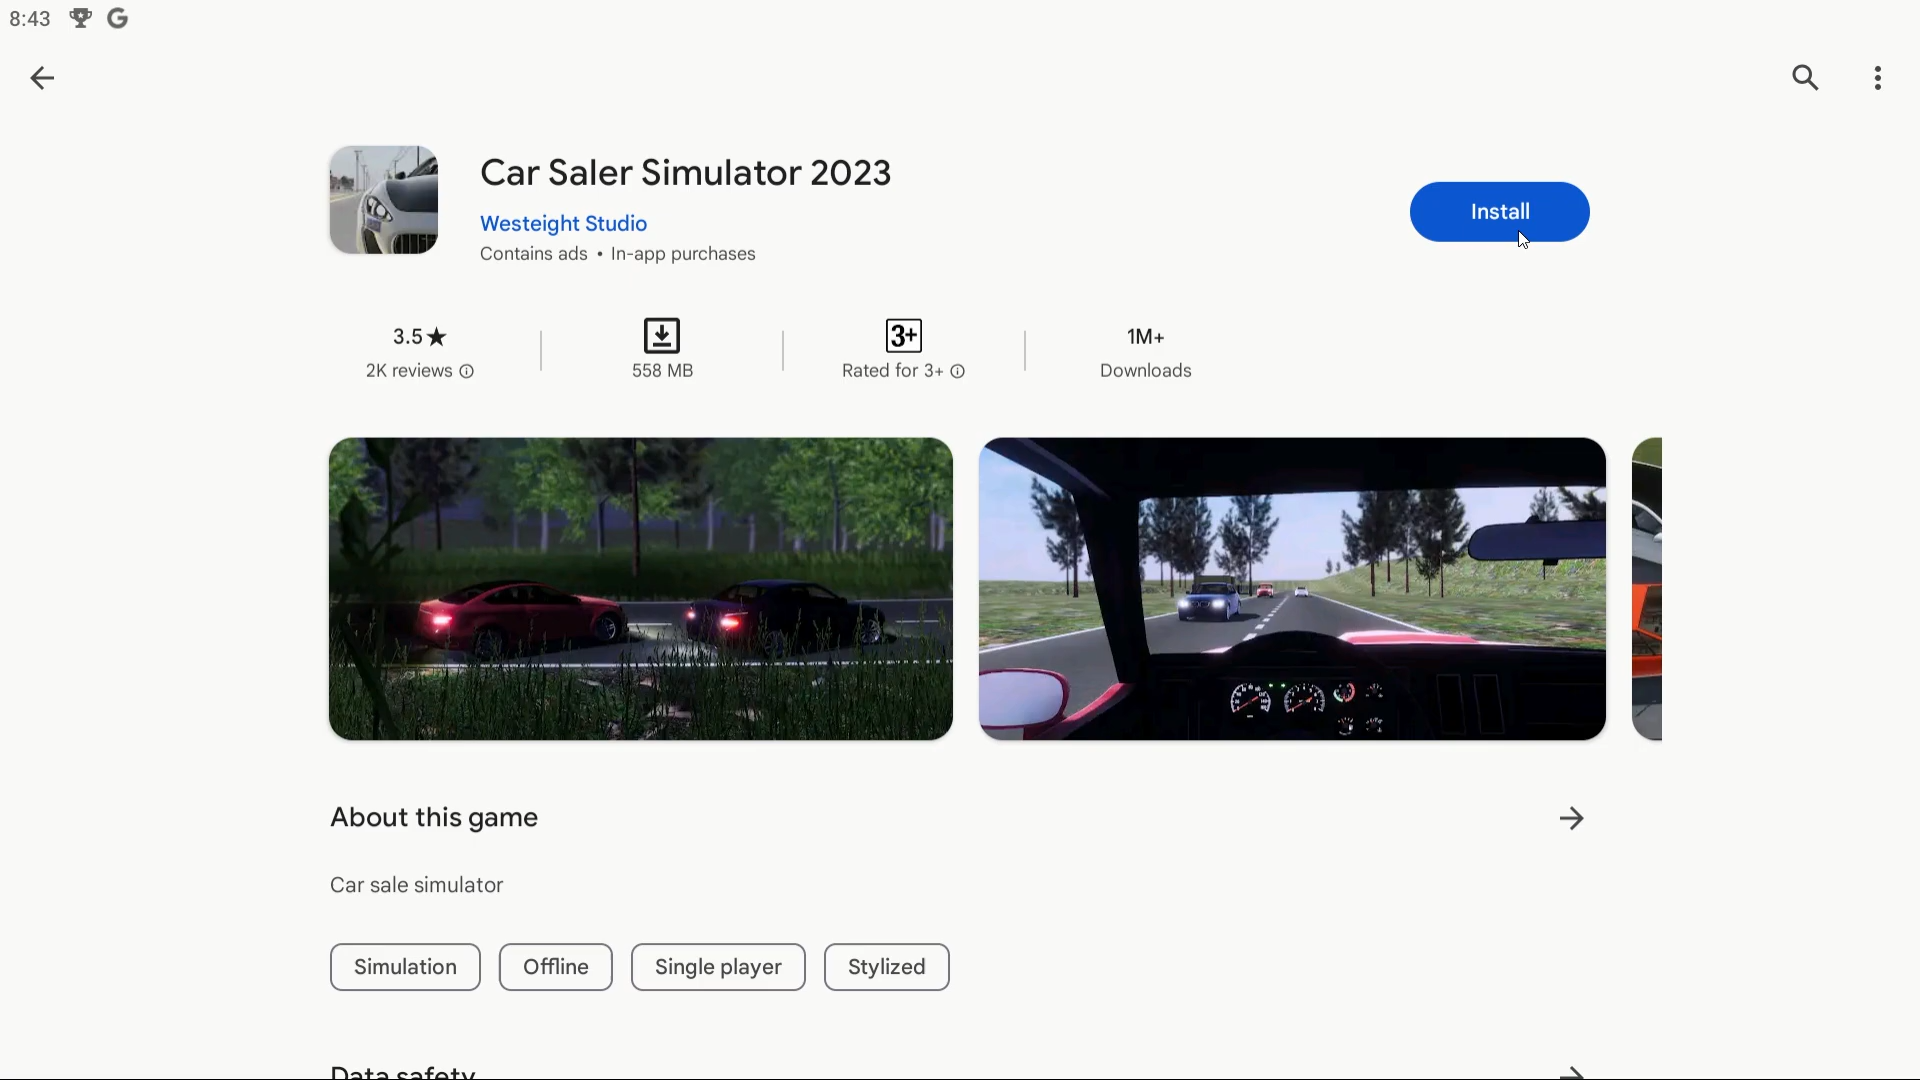 8:43
Car Saler Simulator 2023
Westeight Studio
Contains ads • In-app purchases
Install
3.5★
2K reviews
558 MB
3+
Rated for 3+
1M+
Downloads
About this game
Car sale simulator
Simulation
Offline
Single player
Stylized
Data safety